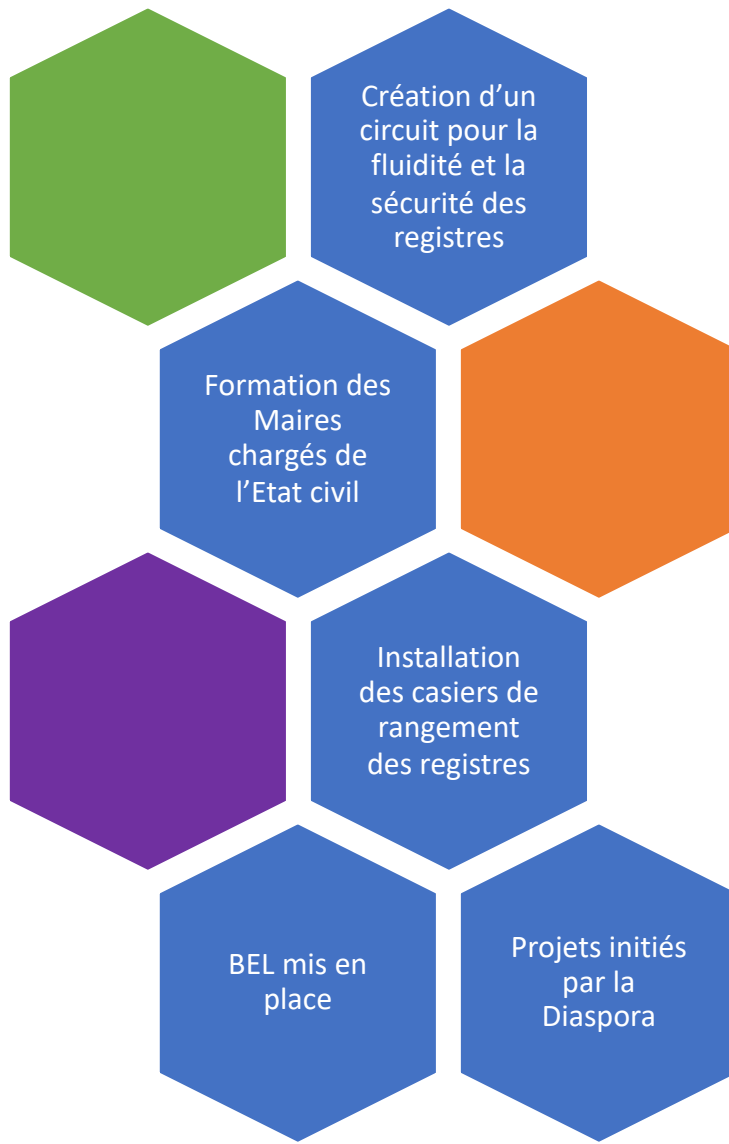 Création d’un
circuit pour la
fluidité et la
sécurité des
registres
Formation des
Maires
chargés de
l’Etat civil
Installation
des casiers de
rangement
des registres
BEL mis en
place
Projets initiés
par la
Diaspora